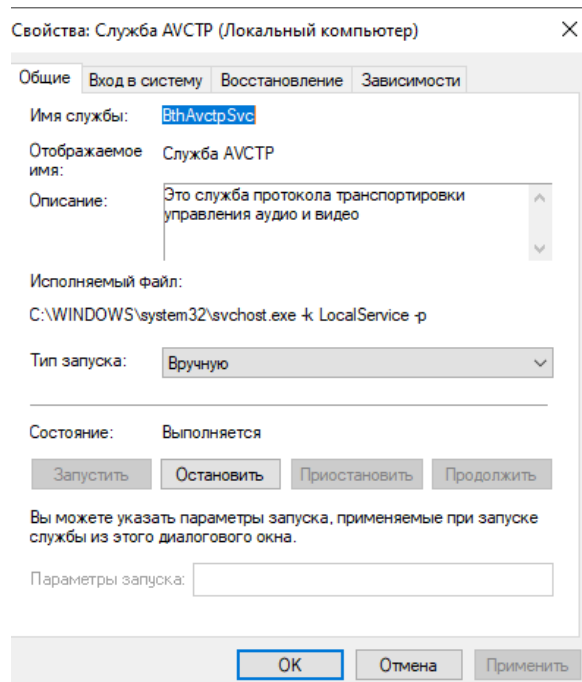 Свойства: Служба AVCTP (Локальный компьютер)
Общие Вход в систему Восстановление Зависимости
Имя службы: BthAvctpSvc
Отображаемое имя: Служба AVCTP
Описание: Это служба протокола транспортировки
управления аудио и видео
Исполняемый файл:
C:\WINDOWS\system32\svchost.exe -k LocalService -p
Тип запуска: Вручную
Состояние: Выполняется
Запустить Остановить Приостановить Продолжить
Вы можете указать параметры запуска, применяемые при запуске
службы из этого диалогового окна.
Параметры запуска:
OK Отмена Применить